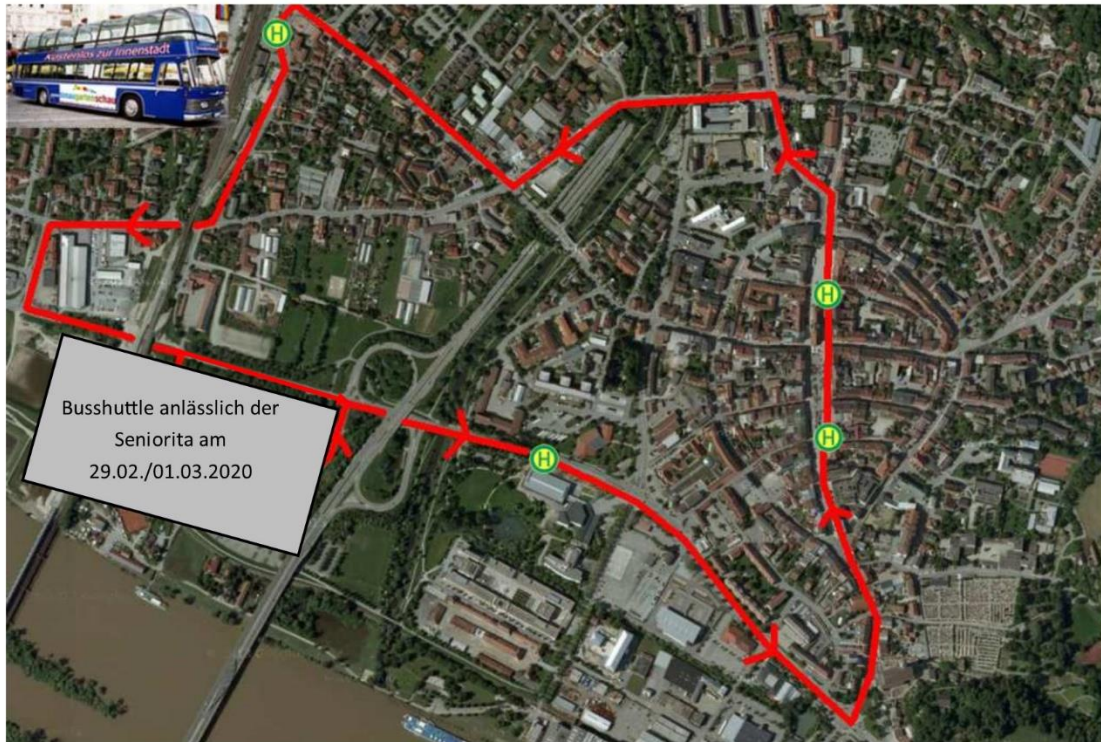 Kostenlos zur Innenstadt
H
H
H
H
Busshuttle anlässlich der
Seniorita am
29.02./01.03.2020